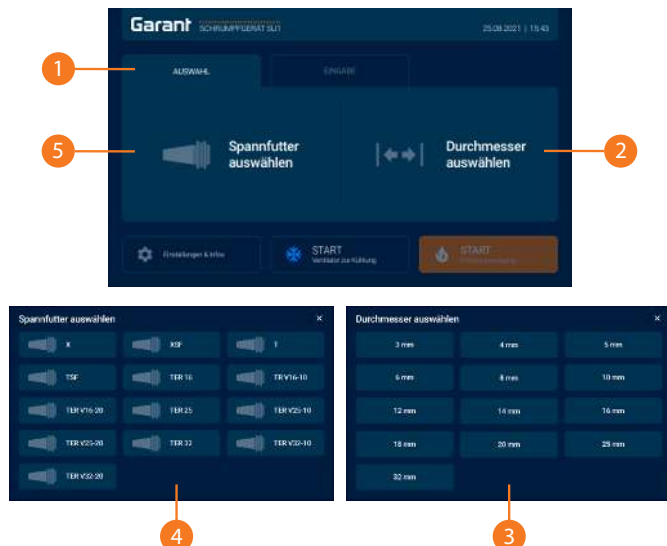 Garant SCHRUMPFGERÄT SU1
25.08.2021 | 15:43
1
AUSWAHL
EINGABE
5
Spannfutter
auswählen
Durchmesser
auswählen
2
Einstellungen & Infos
START
Ventilator zur Kühlung
START
Spannfutter auswählen ×
X
XSF
T
TSF
TER 16
TER V16-10
TER V16-20
TER 25
TER V25-10
TER V25-20
TER 32
TER V32-10
TER V32-20
4
Durchmesser auswählen ×
3 mm
4 mm
5 mm
6 mm
8 mm
10 mm
12 mm
14 mm
16 mm
18 mm
20 mm
25 mm
32 mm
3